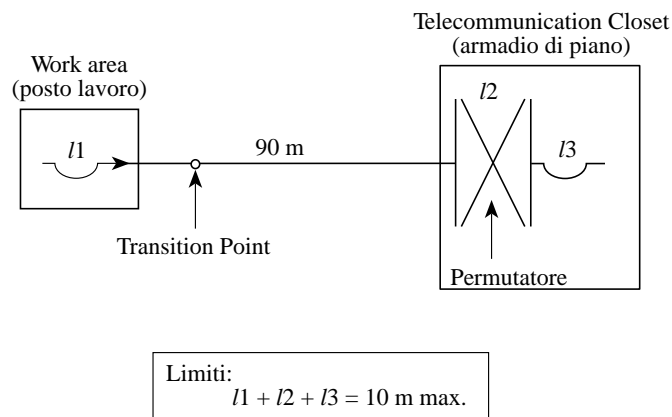 Telecommunication Closet
(armadio di piano)
Work area
(posto lavoro)
l1
90 m
l2
l3
Transition Point
Permutatore
Limiti:
l1 + l2 + l3 = 10 m max.